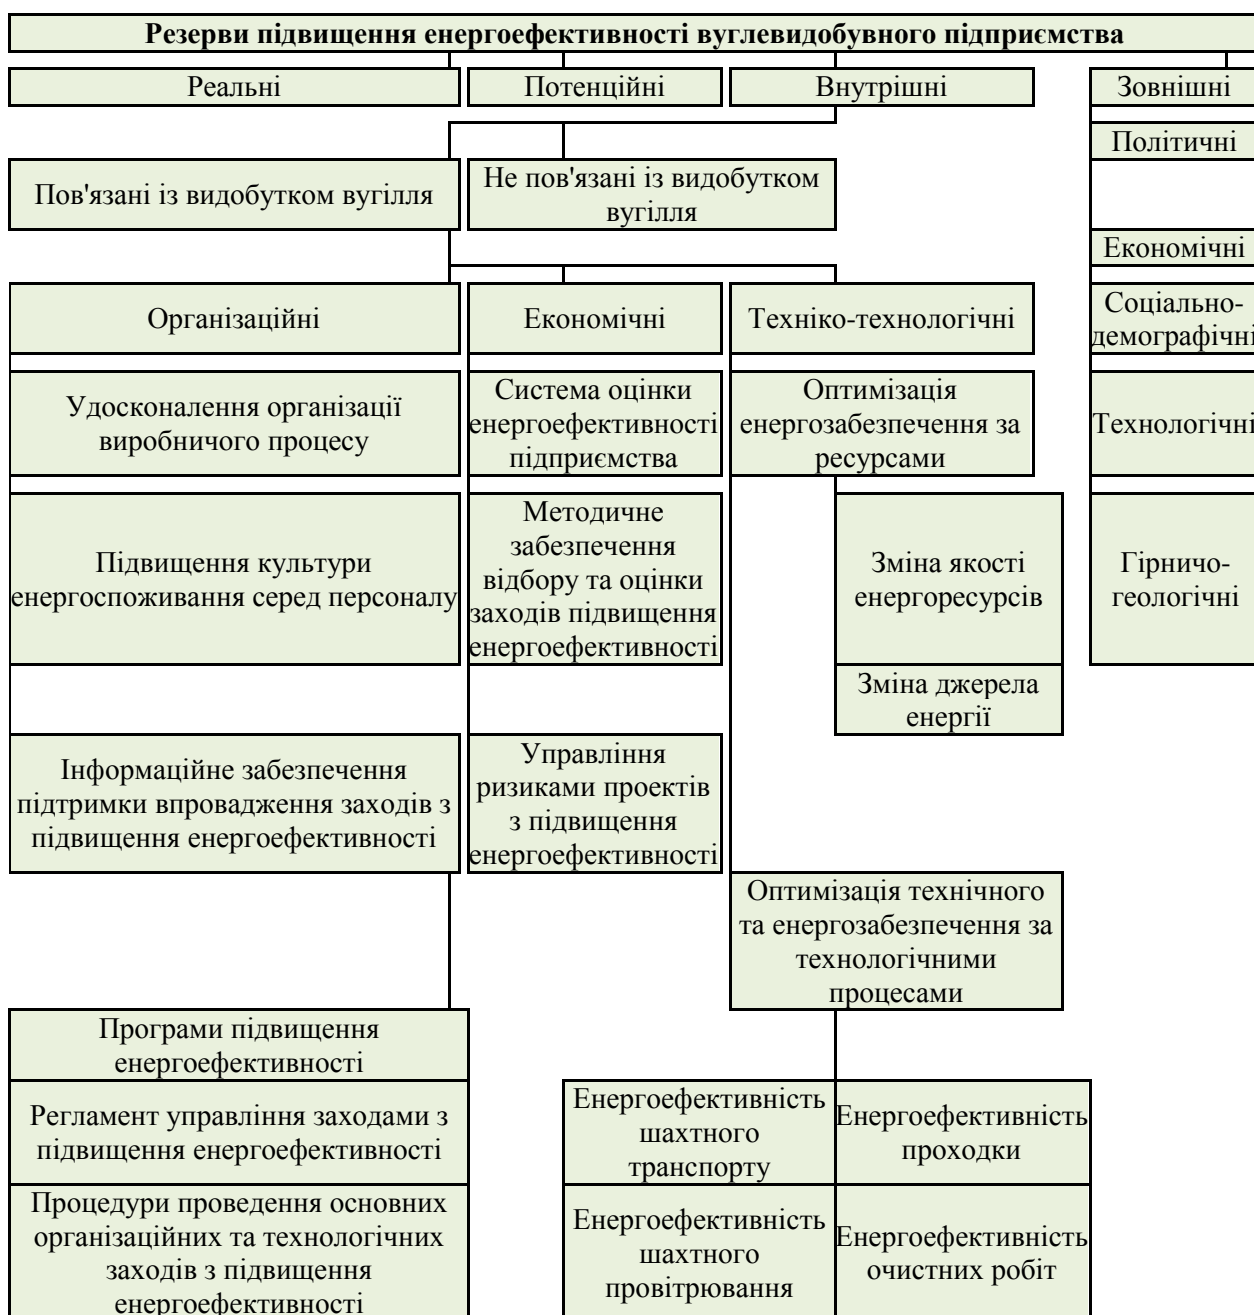 Резерви підвищення енергоефективності вуглевидобувного підприємства
Реальні
Потенційні
Внутрішні
Зовнішні
Політичні
Пов'язані із видобутком вугілля
Не пов'язані із видобутком
вугілля
Економічні
Організаційні
Економічні
Техніко-технологічні
Соціально-
демографічні
Удосконалення організації
виробничого процесу
Система оцінки
енергоефективності
підприємства
Оптимізація
енергозабезпечення за
ресурсами
Технологічні
Підвищення культури
енергоспоживання серед персоналу
Методичне
забезпечення
відбору та оцінки
заходів підвищення
енергоефективності
Зміна якості
енергоресурсів
Гірничо-
геологічні
Зміна джерела
енергії
Інформаційне забезпечення
підтримки впровадження заходів з
підвищення енергоефективності
Управління
ризиками проектів
з підвищення
енергоефективності
Оптимізація технічного
та енергозабезпечення за
технологічними
процесами
Програми підвищення
енергоефективності
Регламент управління заходами з
підвищення енергоефективності
Енергоефективність
шахтного
транспорту
Енергоефективність
проходки
Процедури проведення основних
організаційних та технологічних
заходів з підвищення
енергоефективності
Енергоефективність
шахтного
провітрювання
Енергоефективність
очистних робіт